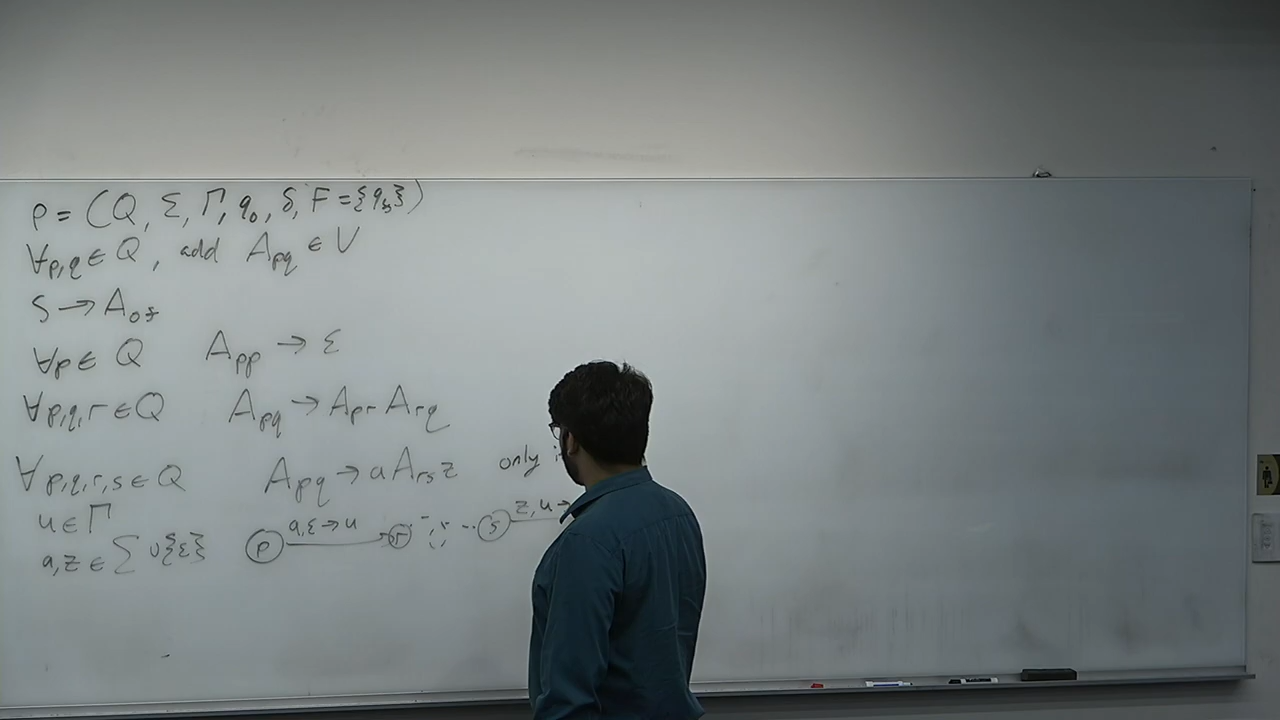 P = (Q, Σ, Γ, q₀, δ, F = {q_f})
∀p,q ∈ Q, add A_pq ∈ V
S → A_0f
∀p ∈ Q A_pp → ε
∀p,q,r ∈ Q A_pq → A_pr A_rq
∀p,q,r,s ∈ Q A_pq → a A_rs z only
u ∈ Γ
a,z ∈ Σ ∪ {ε}
p a,ε → u r s z,u →